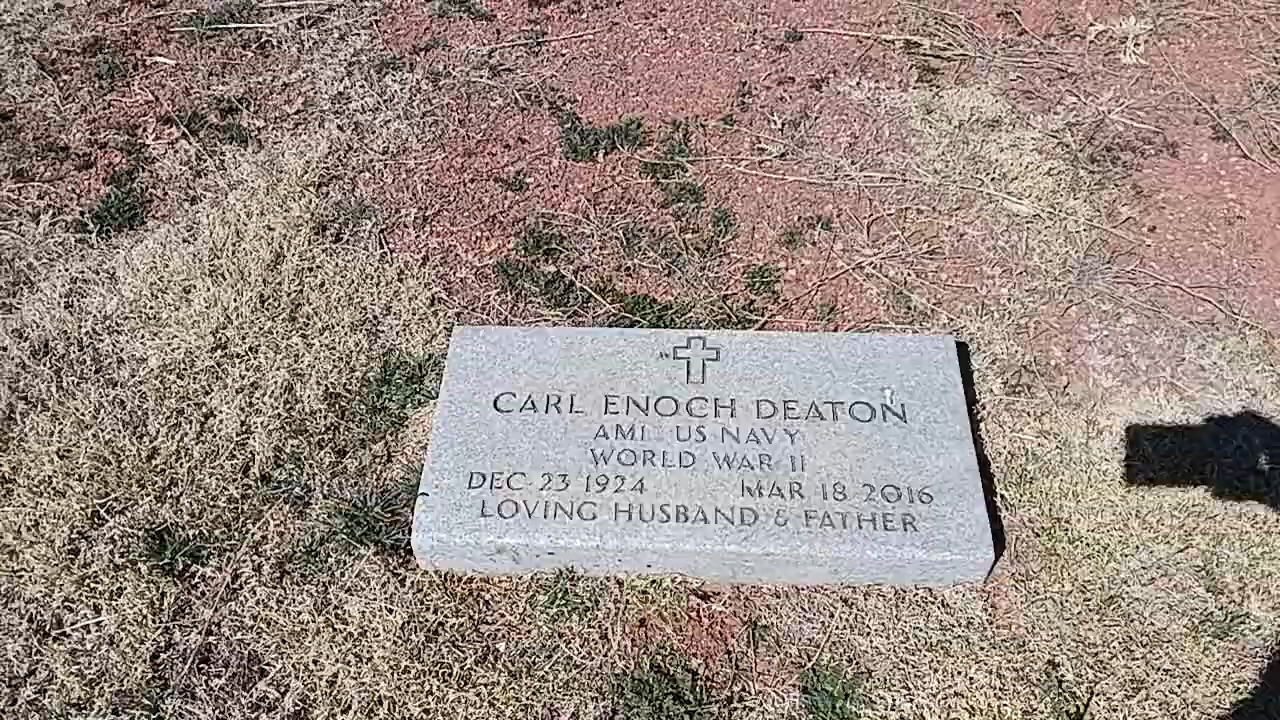 CARL ENOCH DEATON
AM1 US NAVY
WORLD WAR II
DEC 23 1924 MAR 18 2016
LOVING HUSBAND & FATHER